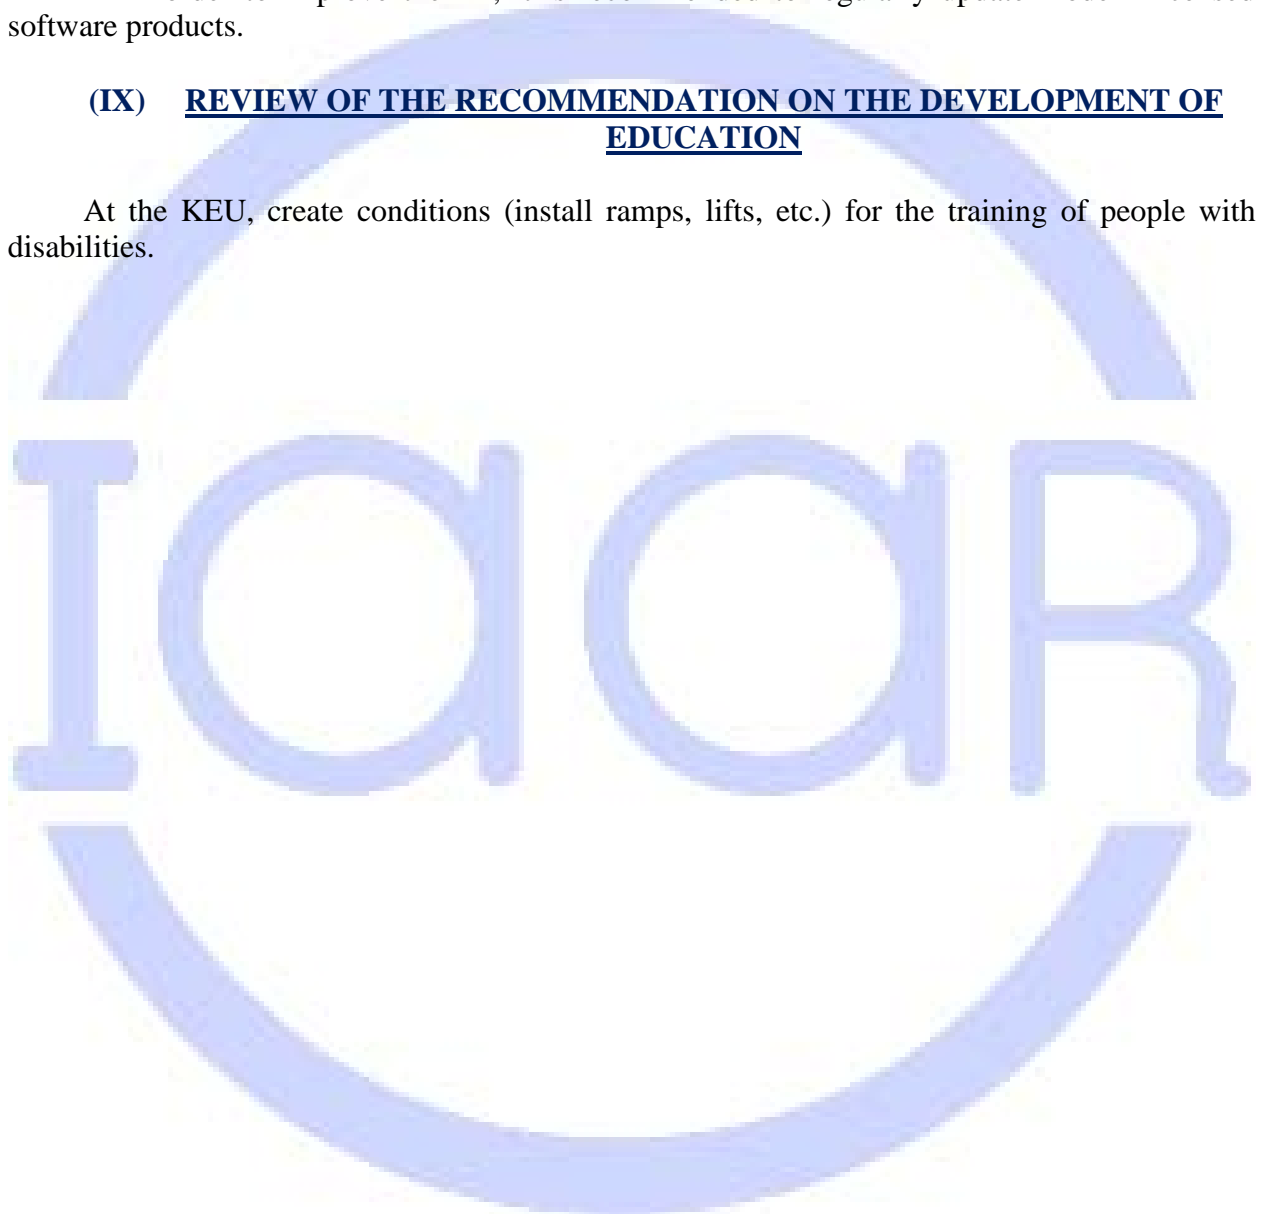 software products.
(IX) REVIEW OF THE RECOMMENDATION ON THE DEVELOPMENT OF
EDUCATION
At the KEU, create conditions (install ramps, lifts, etc.) for the training of people with
disabilities.
IaaR